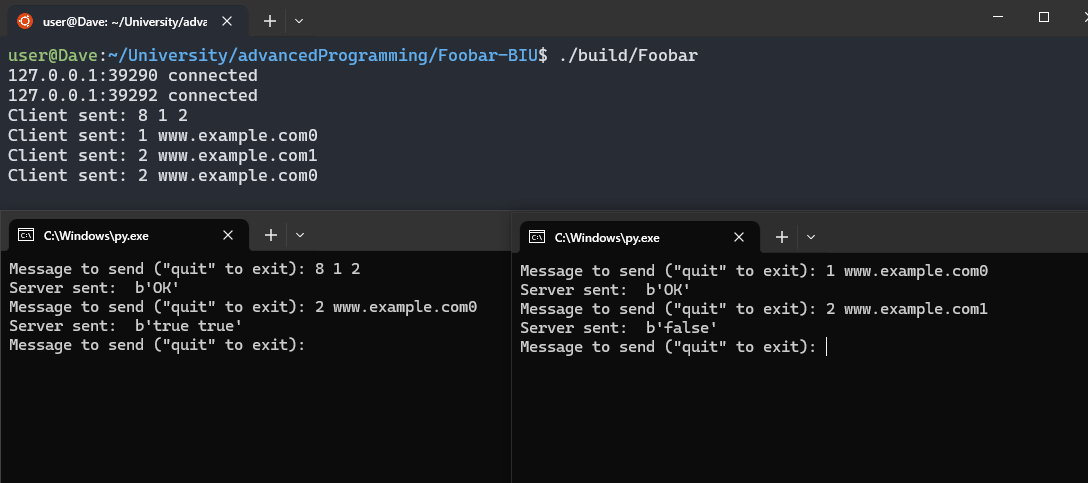 user@Dave: ~/University/adva
user@Dave:~/University/advancedProgramming/Foobar-BIU$ ./build/Foobar
127.0.0.1:39290 connected
127.0.0.1:39292 connected
Client sent: 8 1 2
Client sent: 1 www.example.com0
Client sent: 2 www.example.com1
Client sent: 2 www.example.com0
C:\Windows\py.exe
Message to send ("quit" to exit): 8 1 2
Server sent:  b'OK'
Message to send ("quit" to exit): 2 www.example.com0
Server sent:  b'true true'
Message to send ("quit" to exit):
C:\Windows\py.exe
Message to send ("quit" to exit): 1 www.example.com0
Server sent:  b'OK'
Message to send ("quit" to exit): 2 www.example.com1
Server sent:  b'false'
Message to send ("quit" to exit):